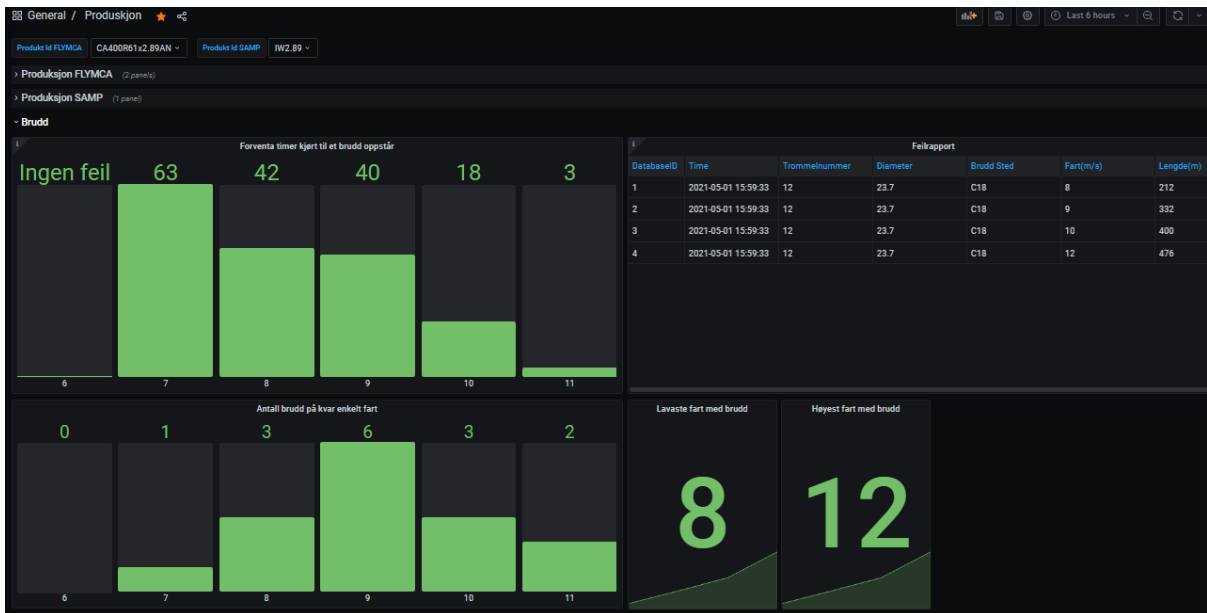 General / Produskjon
Last 6 hours
Produkt Id FLYMCA CA400R61x2.89AN Produkt Id SAMP IW2.89
Produksjon FLYMCA (2 panels)
Produksjon SAMP (1 panel)
Brudd
Forventa timer kjørt til et brudd oppstår
Ingen feil 63 42 40 18 3
6 7 8 9 10 11
Feilrapport
DatabaseID Time Trommelnummer Diameter Brudd Sted Fart(m/s) Lengde(m)
1 2021-05-01 15:59:33 12 23.7 C18 8 212
2 2021-05-01 15:59:33 12 23.7 C18 9 332
3 2021-05-01 15:59:33 12 23.7 C18 10 400
4 2021-05-01 15:59:33 12 23.7 C18 12 476
Antall brudd på kvar enkelt fart
0 1 3 6 3 2
6 7 8 9 10 11
Lavaste fart med brudd
8
Høyest fart med brudd
12